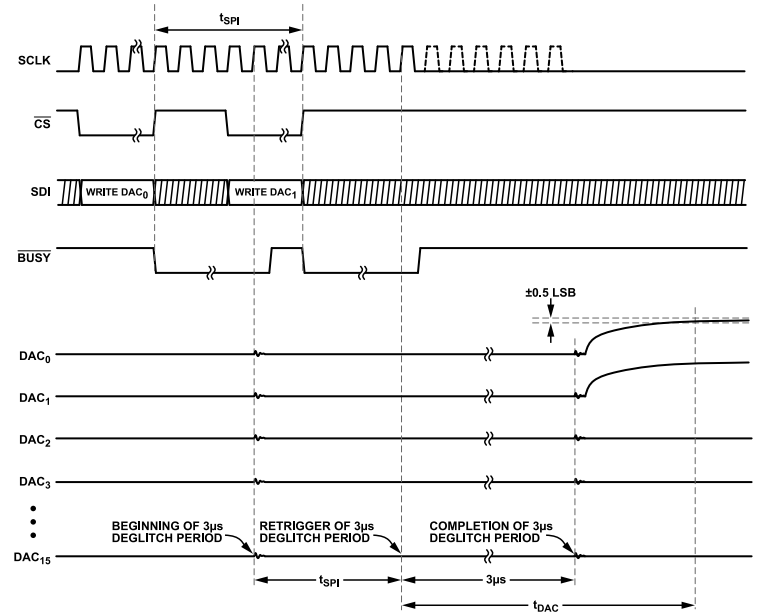 tSPI
SCLK
CS
SDI
WRITE DAC0
WRITE DAC1
BUSY
±0.5 LSB
DAC0
DAC1
DAC2
DAC3
BEGINNING OF 3µs
DEGLITCH PERIOD
RETRIGGER OF 3µs
DEGLITCH PERIOD
COMPLETION OF 3µs
DEGLITCH PERIOD
DAC15
tSPI
3µs
tDAC